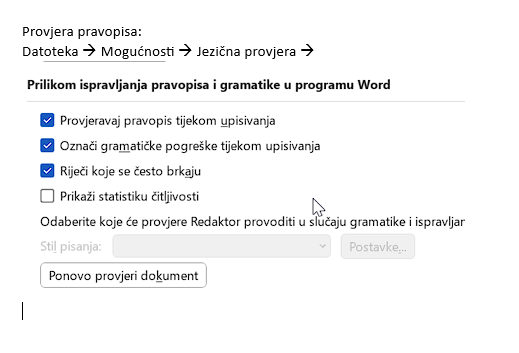 Provjera pravopisa:
Datoteka → Mogućnosti → Jezična provjera →
Prilikom ispravljanja pravopisa i gramatike u programu Word
Provjeravaj pravopis tijekom upisivanja
Označi gramatičke pogreške tijekom upisivanja
Riječi koje se često brkaju
Prikaži statistiku čitljivosti
Odaberite koje će provjere Redaktor provoditi u slučaju gramatike i ispravljan
Stil pisanja:
Postavke...
Ponovo provjeri dokument